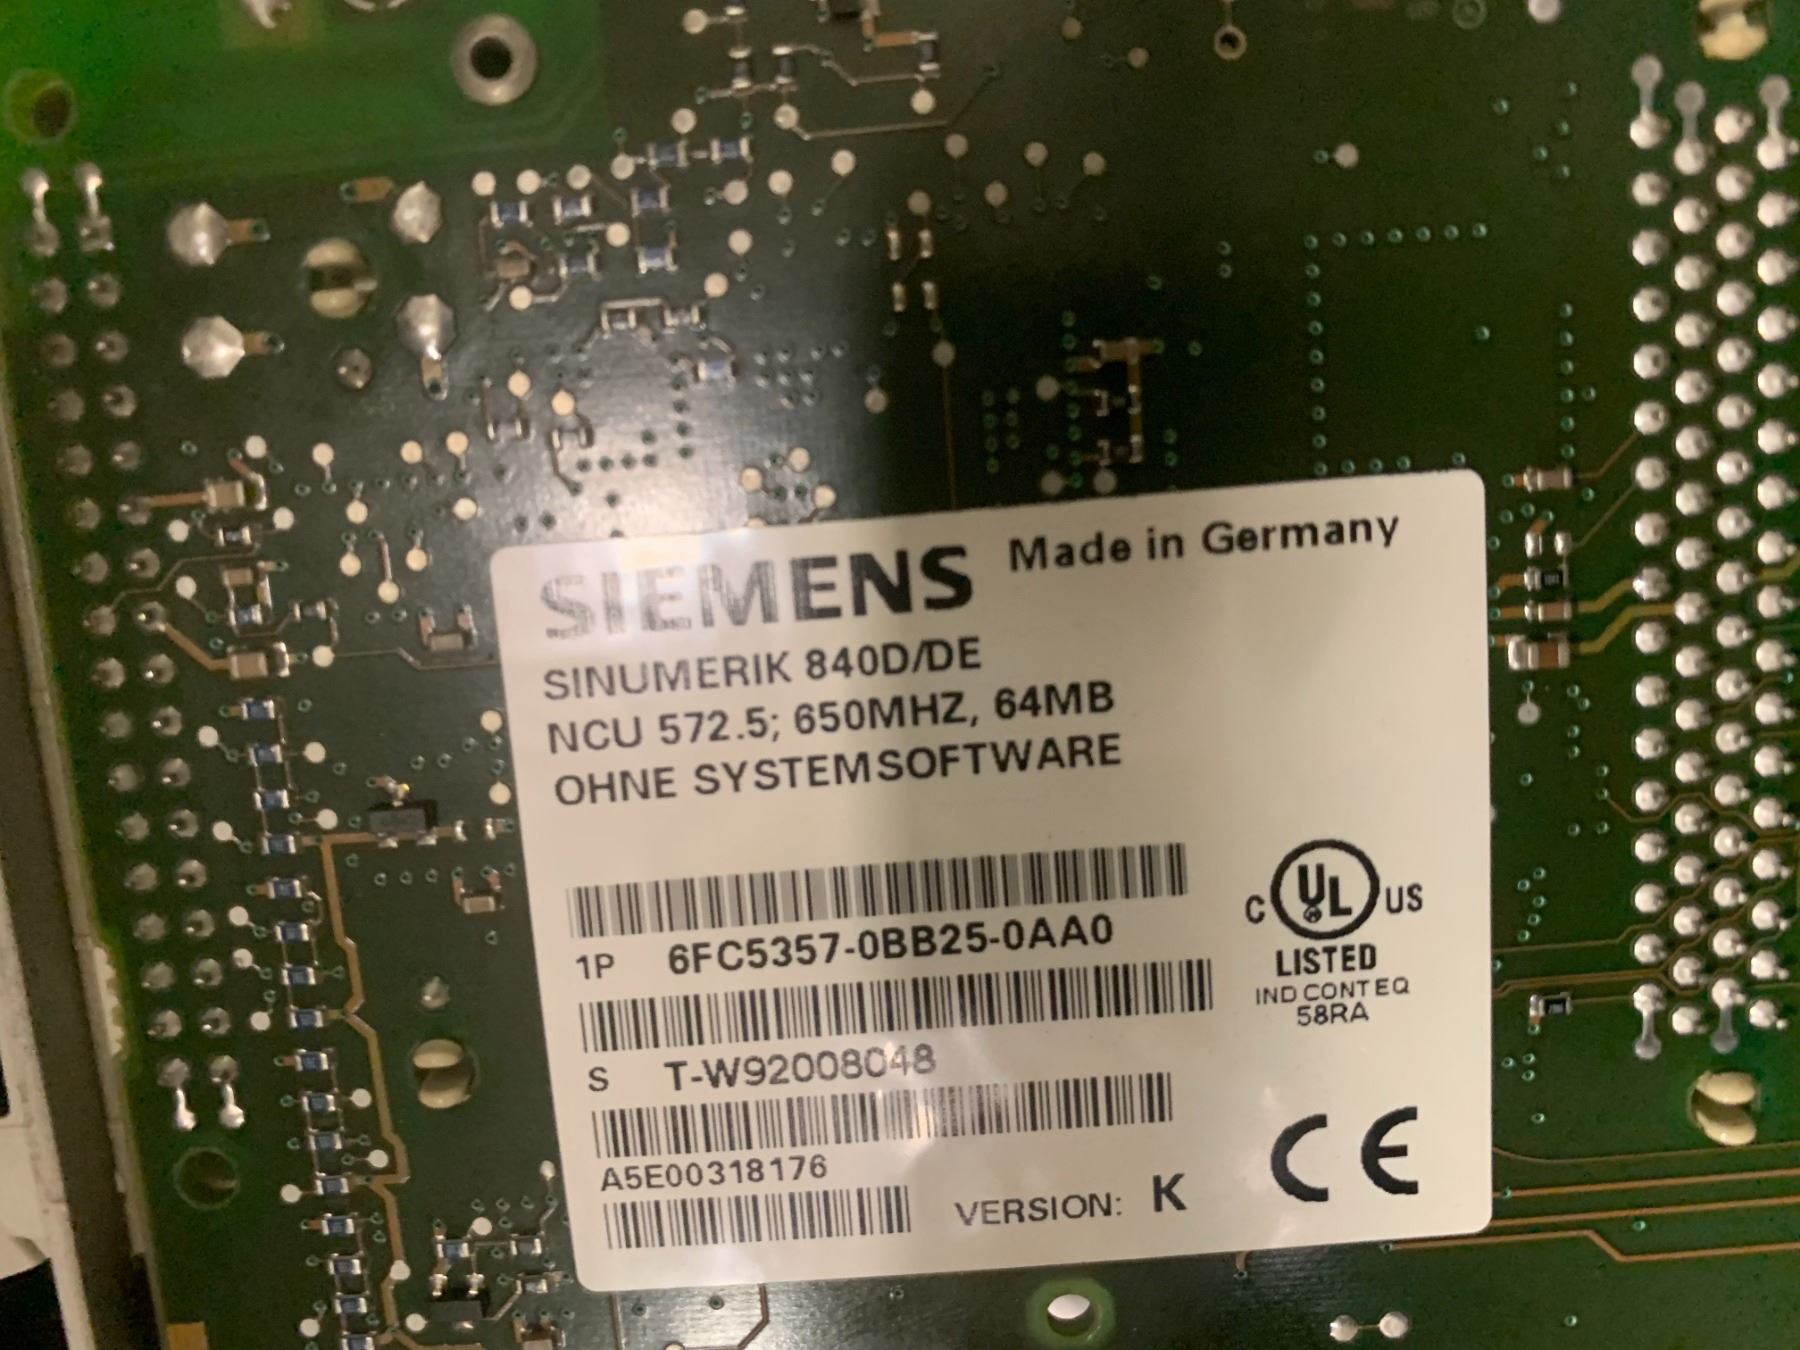 SIEMENS Made in Germany
SINUMERIK 840D/DE
NCU 572.5; 650MHZ, 64MB
OHNE SYSTEMSOFTWARE
1P 6FC5357-0BB25-0AA0
S T-W92008048
A5E00318176
VERSION: K
C UL® US
LISTED
IND CONT EQ
58RA
CE